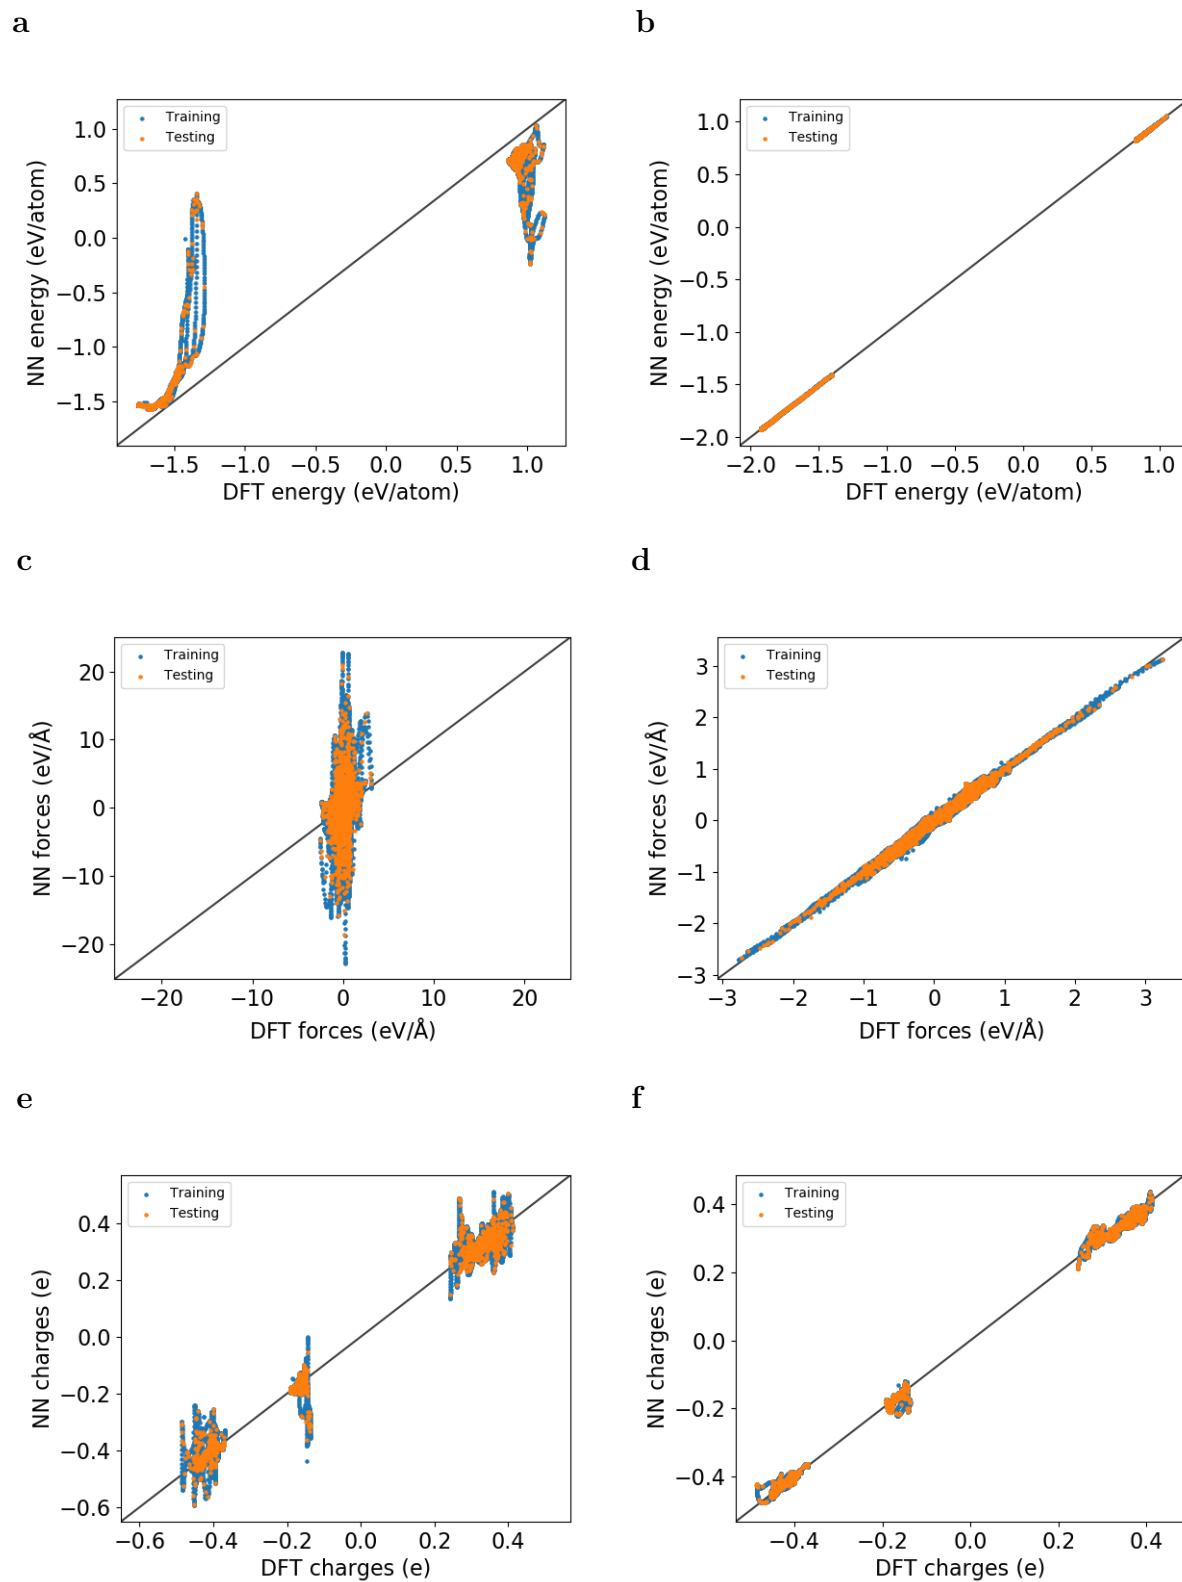 a
b
Training
Testing
1.0
0.5
0.0
−0.5
−1.0
−1.5
NN energy (eV/atom)
−1.5 −1.0 −0.5 0.0 0.5 1.0
DFT energy (eV/atom)
Training
Testing
1.0
0.5
0.0
−0.5
−1.0
−1.5
−2.0
NN energy (eV/atom)
−2.0 −1.5 −1.0 −0.5 0.0 0.5 1.0
DFT energy (eV/atom)
c
d
Training
Testing
20
10
0
−10
−20
NN forces (eV/Å)
−20 −10 0 10 20
DFT forces (eV/Å)
Training
Testing
3
2
1
0
−1
−2
−3
NN forces (eV/Å)
−3 −2 −1 0 1 2 3
DFT forces (eV/Å)
e
f
Training
Testing
0.4
0.2
0.0
−0.2
−0.4
−0.6
NN charges (e)
−0.6 −0.4 −0.2 0.0 0.2 0.4
DFT charges (e)
Training
Testing
0.4
0.2
0.0
−0.2
−0.4
NN charges (e)
−0.4 −0.2 0.0 0.2 0.4
DFT charges (e)